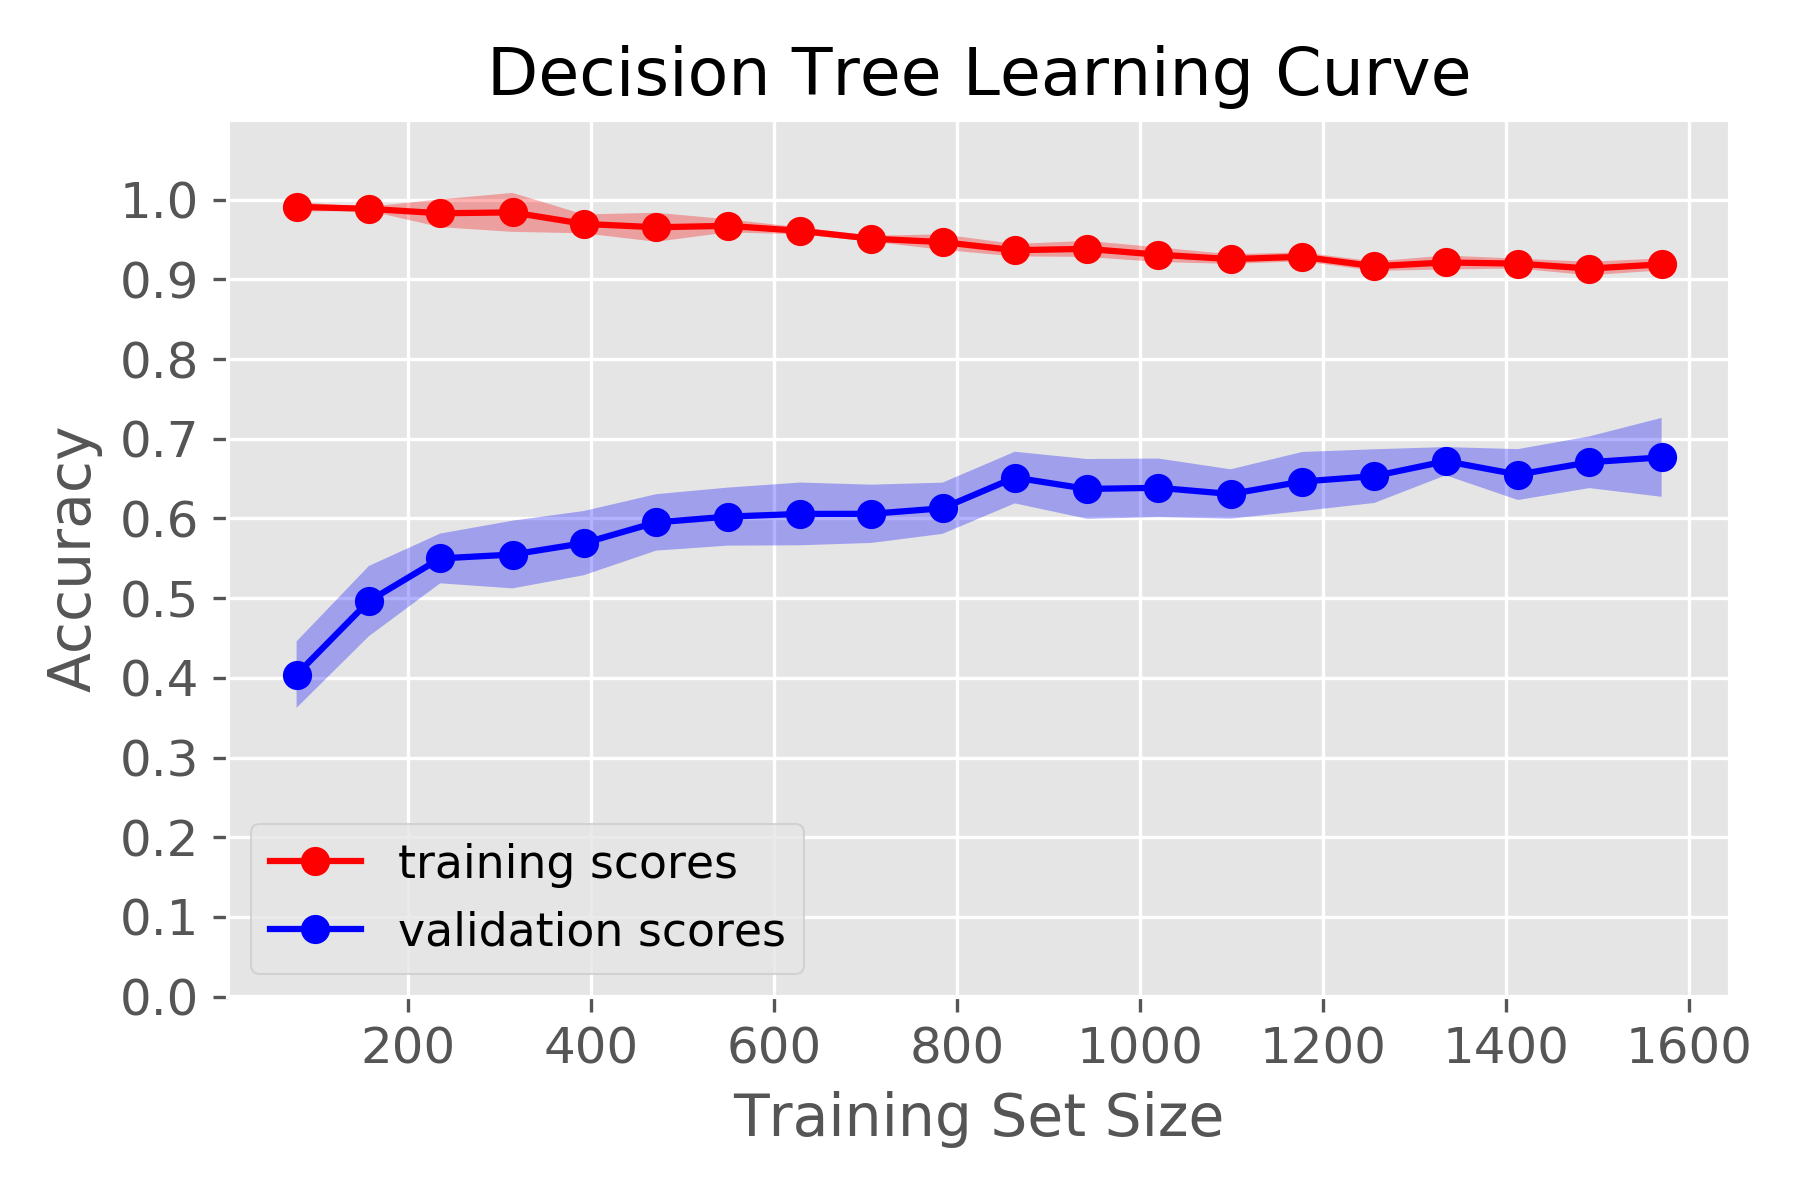 Decision Tree Learning Curve
Accuracy
1.0
0.9
0.8
0.7
0.6
0.5
0.4
0.3
0.2
0.1
0.0
training scores
validation scores
200 400 600 800 1000 1200 1400 1600
Training Set Size